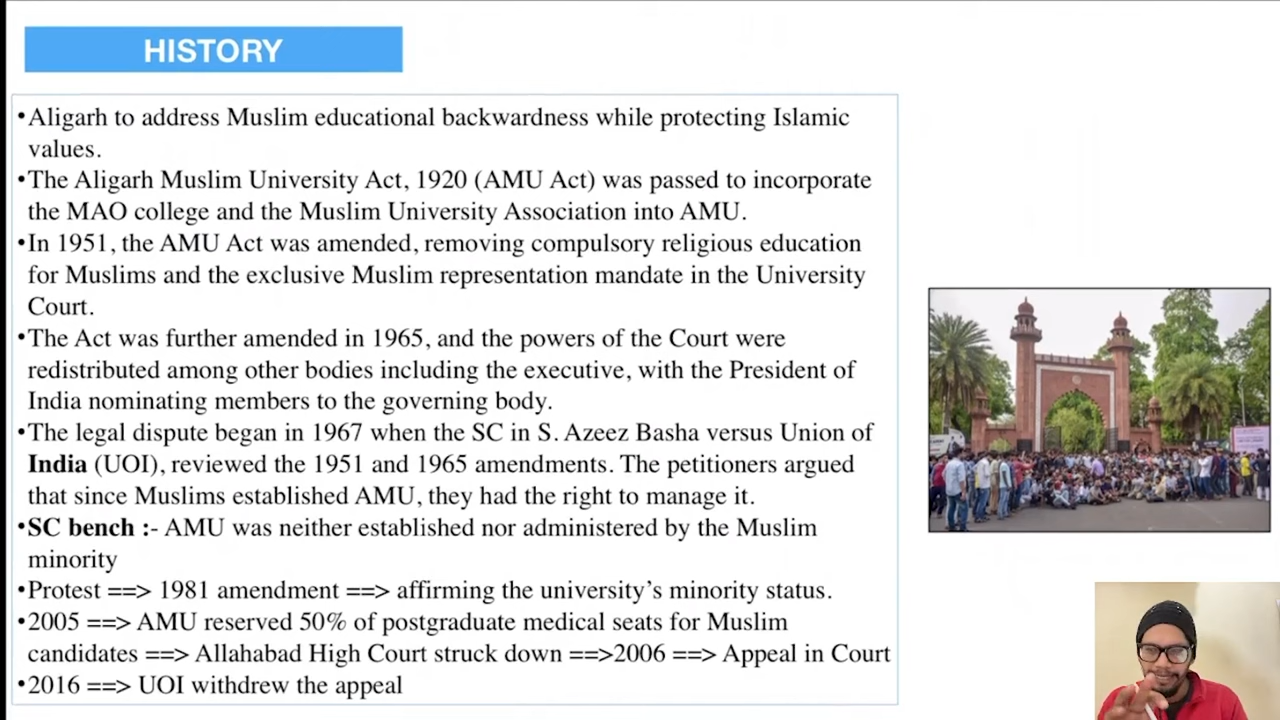 HISTORY
•Aligarh to address Muslim educational backwardness while protecting Islamic
values.
•The Aligarh Muslim University Act, 1920 (AMU Act) was passed to incorporate
the MAO college and the Muslim University Association into AMU.
•In 1951, the AMU Act was amended, removing compulsory religious education
for Muslims and the exclusive Muslim representation mandate in the University
Court.
•The Act was further amended in 1965, and the powers of the Court were
redistributed among other bodies including the executive, with the President of
India nominating members to the governing body.
•The legal dispute began in 1967 when the SC in S. Azeez Basha versus Union of
India (UOI), reviewed the 1951 and 1965 amendments. The petitioners argued
that since Muslims established AMU, they had the right to manage it.
•SC bench :- AMU was neither established nor administered by the Muslim
minority
•Protest ==> 1981 amendment ==> affirming the university's minority status.
•2005 ==> AMU reserved 50% of postgraduate medical seats for Muslim
candidates ==> Allahabad High Court struck down ==>2006 ==> Appeal in Court
•2016 ==> UOI withdrew the appeal